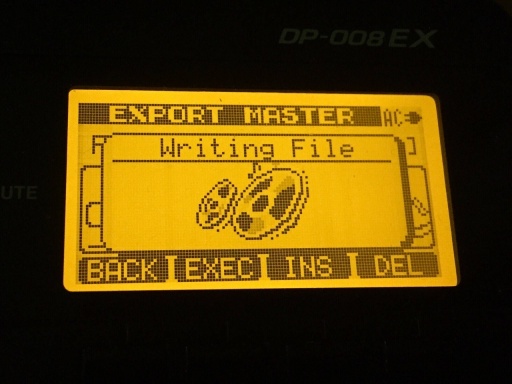 DP-008EX
EXPORT MASTER AC
Writing File
UTE
BACK EXEC INS DEL